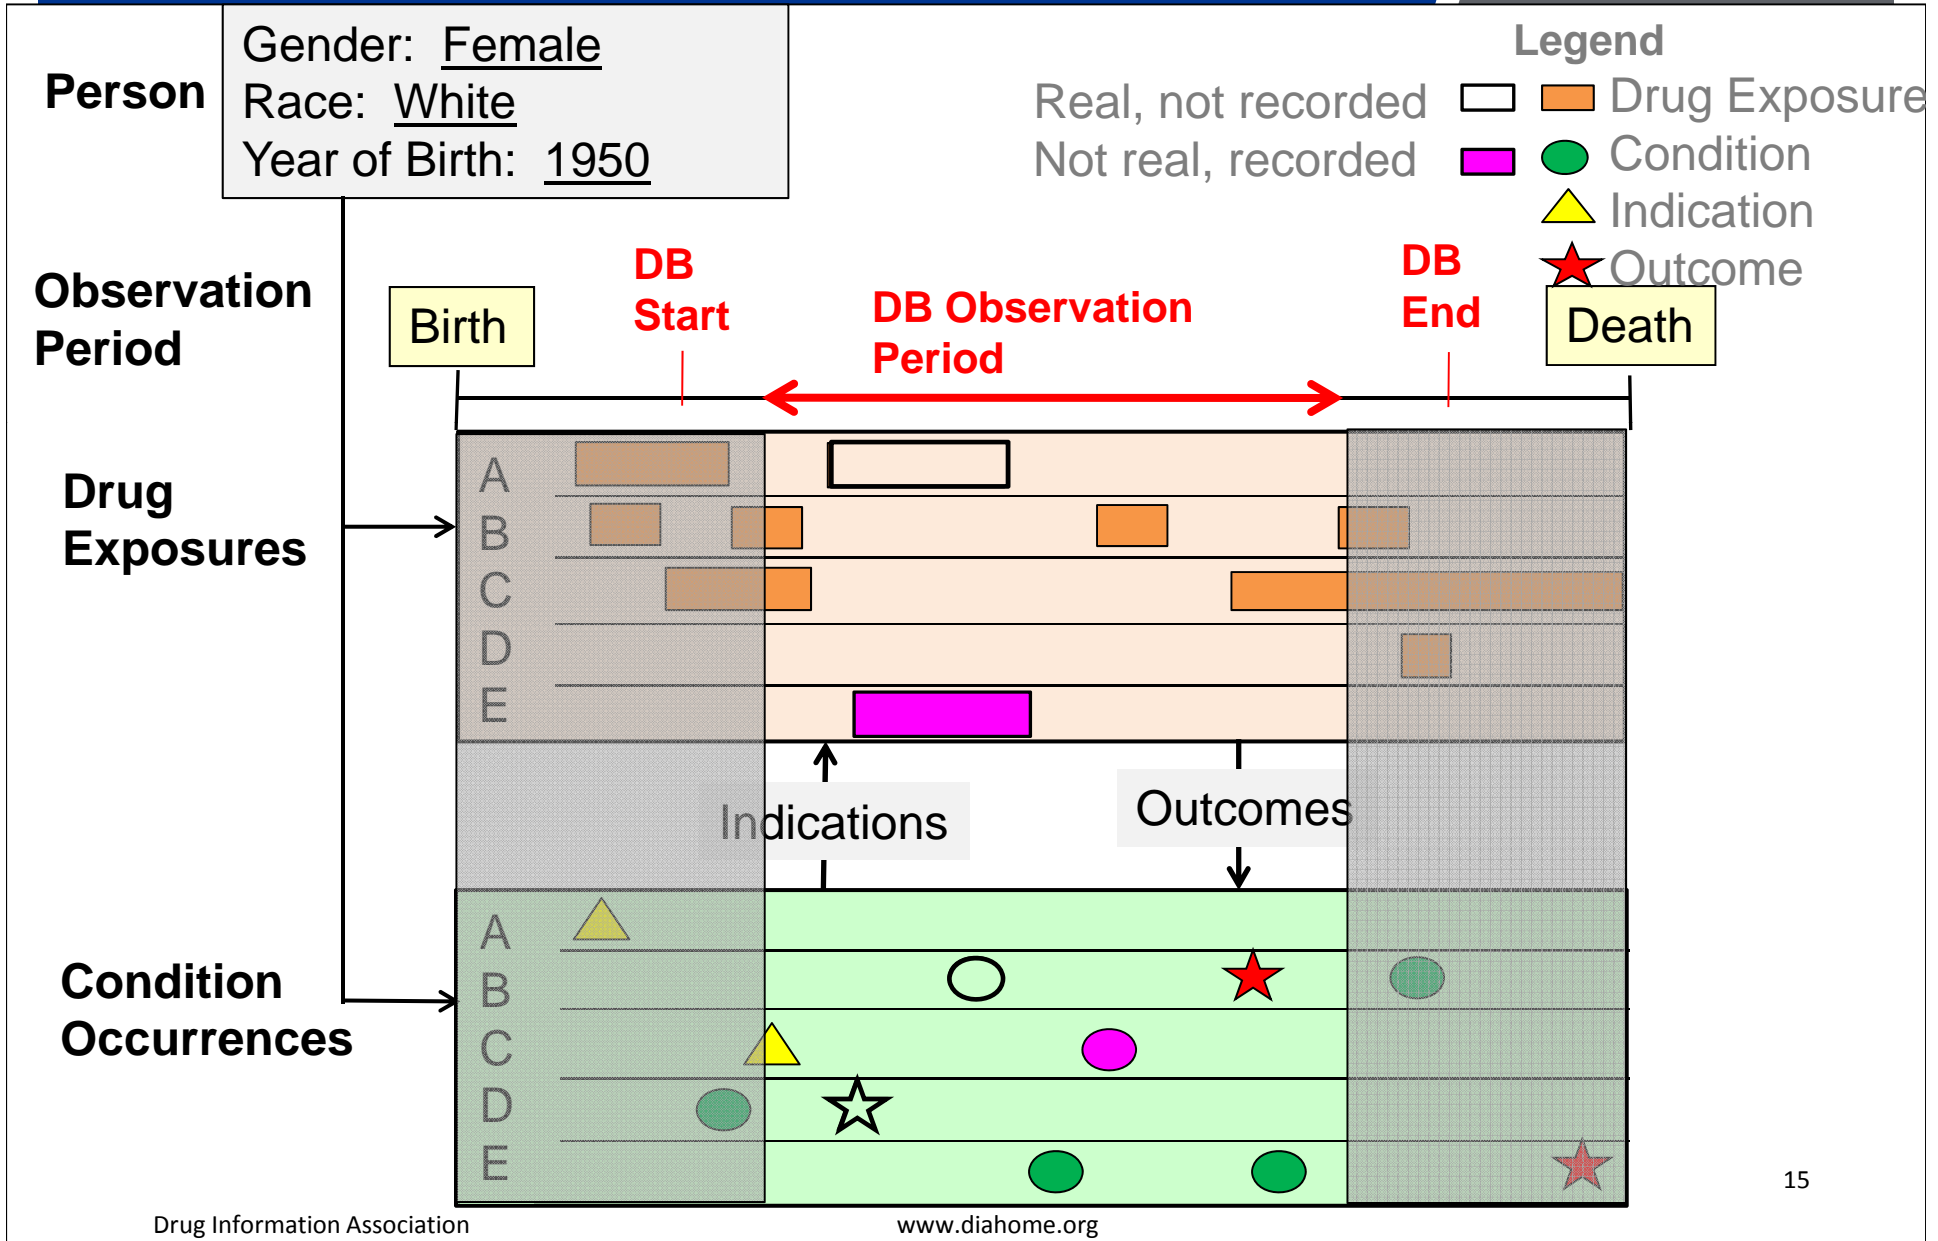 Person
Gender: Female
Race: White
Year of Birth: 1950
Legend
Real, not recorded
Drug Exposure
Not real, recorded
Condition
Indication
Outcome
Observation
Period
Birth
DB
Start
DB Observation
Period
DB
End
Death
Drug
Exposures
A
B
C
D
E
Indications
Outcomes
Condition
Occurrences
A
B
C
D
E
15
Drug Information Association
www.diahome.org